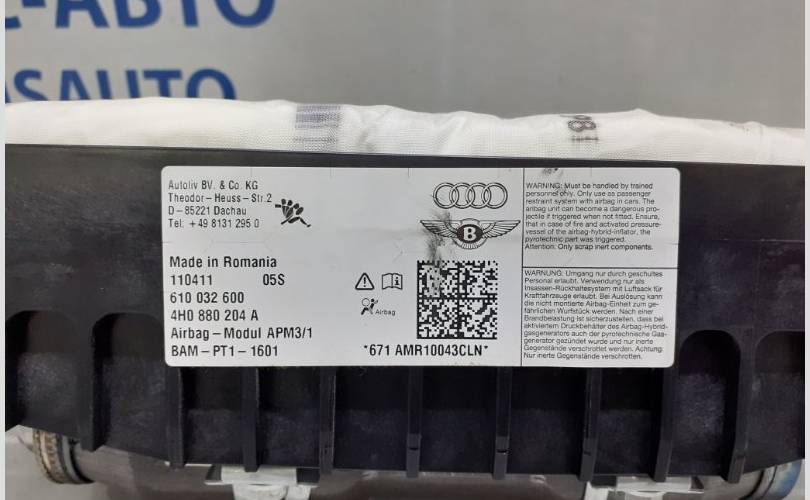 -АВТО
OSAUTO
981
Autoliv BV. & Co. KG
Theodor-Heuss-Str.2
D-85221 Dachau
Tel: +49 8131 295 0
Made in Romania
110411 05S
610 032 600
4H0 880 204 A
Airbag-Modul APM3/1
BAM-PT1-1601
B
Airbag
*671 AMR10043CLN*
WARNING: Must be handled by trained
personnel only. Only use as passenger
restraint system with airbag in cars. The
airbag unit can become a dangerous pro-
jectile if triggered when not fitted. Ensure,
that in case of fire and activated pressure-
vessel of the airbag-hybrid-inflator, the
pyrotechnic part was triggered.
Attention: Only scrap inert components.
WARNUNG: Umgang nur durch geschultes
Personal erlaubt. Verwendung nur als
Insassen-Rückhaltesystem mit Luftsack für
Kraftfahrzeuge erlaubt. Bei Auslösung kann
die nicht montierte Airbag-Einheit zum ge-
fährlichen Wurfstück werden. Nach einer
Brandbelastung ist sicherzustellen, dass bei
aktiviertem Druckbehälter des Airbag-Hybrid-
gasgenerators auch der pyrotechnische Gas-
generator gezündet wurde und nur inerte
Gegenstände verschrottet werden. Achtung:
Nur inerte Gegenstände verschrotten.